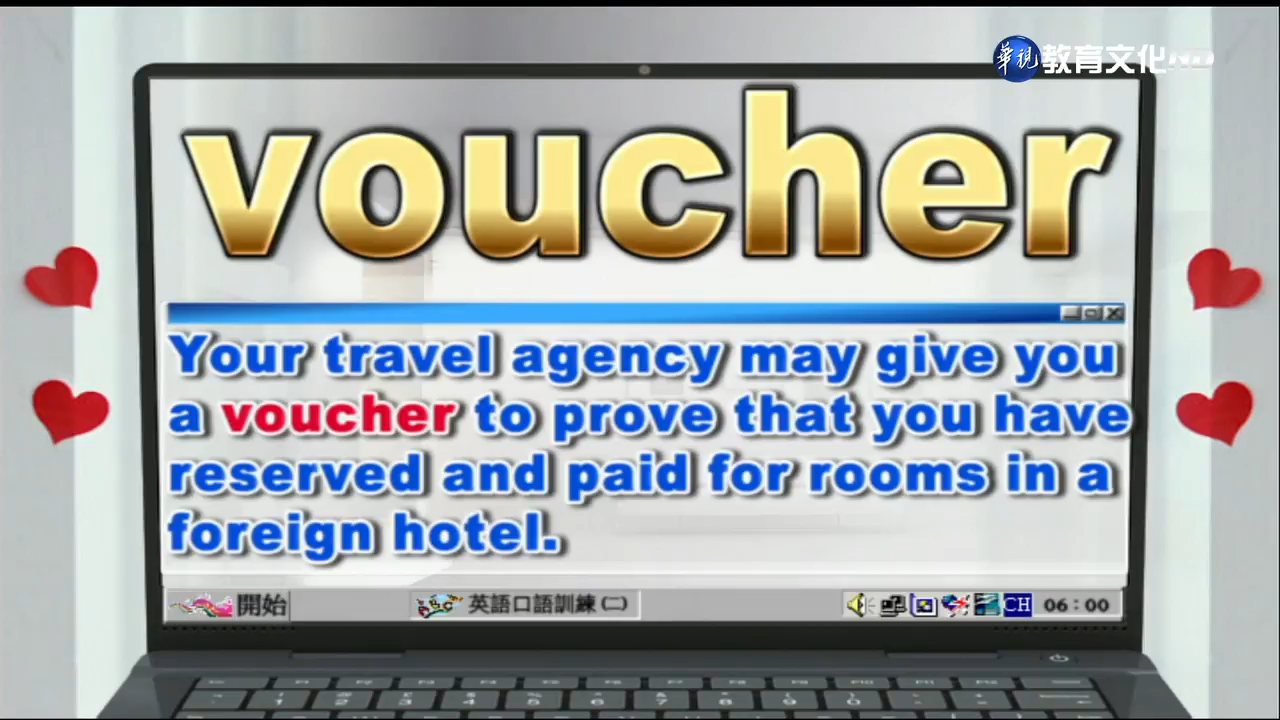 華視 教育文化HD
voucher
Your travel agency may give you
a voucher to prove that you have
reserved and paid for rooms in a
foreign hotel.
開始 英語口語訓練(二) CH 06:00